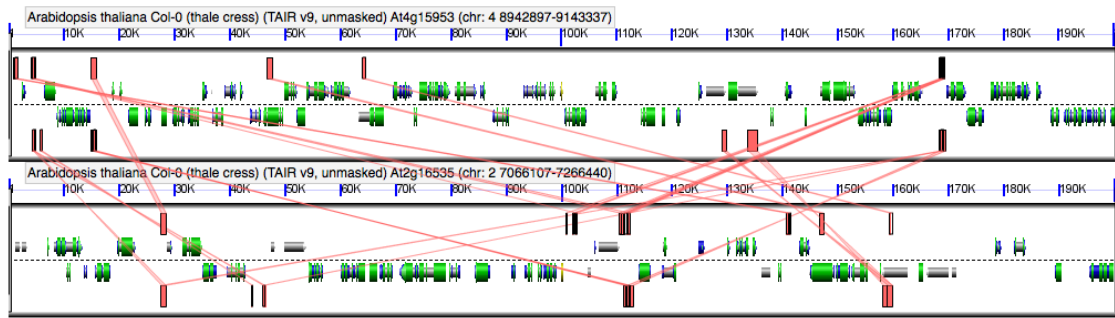 Arabidopsis thaliana Col-0 (thale cress) (TAIR v9, unmasked) At4g15953 (chr: 4 8942897-9143337)
10K 20K 30K 40K 50K 60K 70K 80K 90K 100K 110K 120K 130K 140K 150K 160K 170K 180K 190K
Arabidopsis thaliana Col-0 (thale cress) (TAIR v9, unmasked) At2g16535 (chr: 2 7066107-7266440)
10K 20K 30K 40K 50K 60K 70K 80K 90K 100K 110K 120K 130K 140K 150K 160K 170K 180K 190K